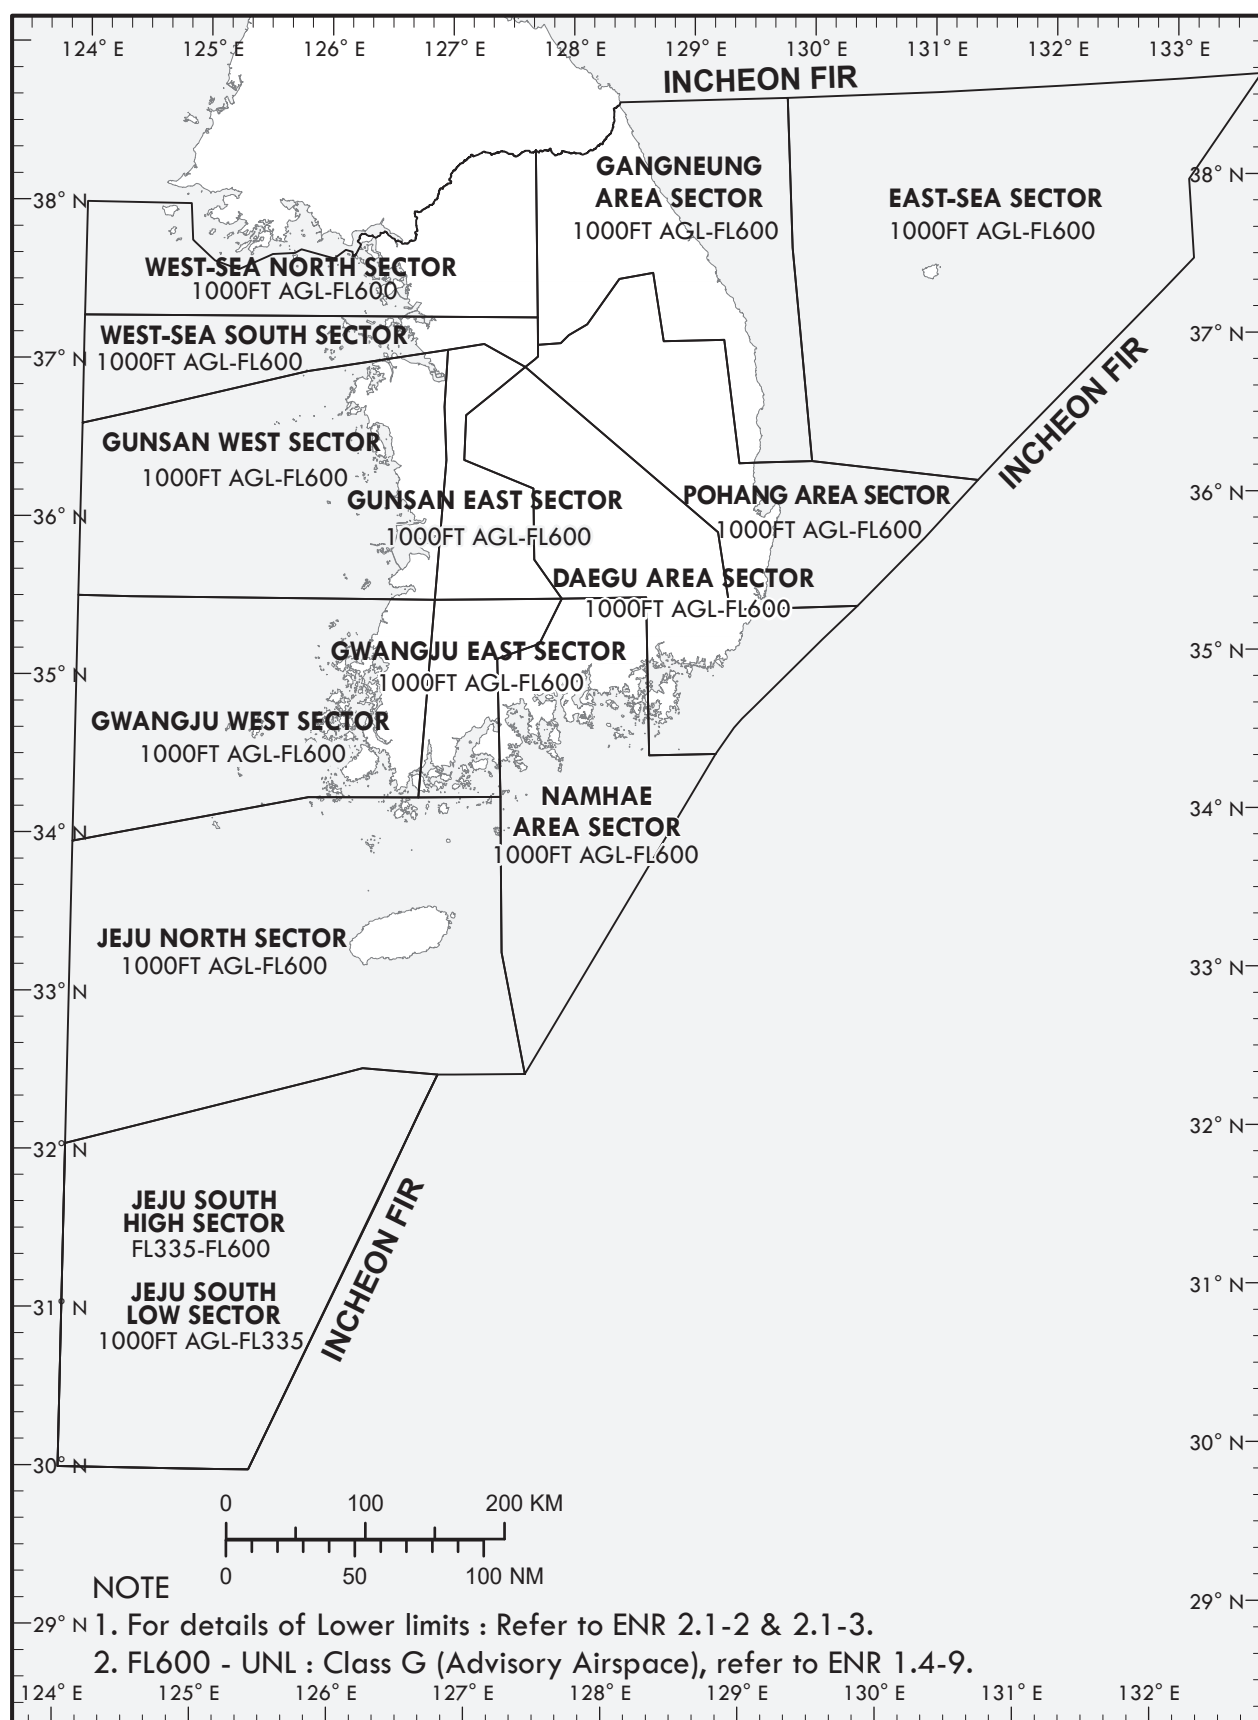 124° E 125° E 126° E 127° E 128° E 129° E 130° E 131° E 132° E 133° E
INCHEON FIR
GANGNEUNG
AREA SECTOR
1000FT AGL-FL600
EAST-SEA SECTOR
1000FT AGL-FL600
38° N
38° N
WEST-SEA NORTH SECTOR
1000FT AGL-FL600
WEST-SEA SOUTH SECTOR
1000FT AGL-FL600
37° N
37° N
INCHEON FIR
GUNSAN WEST SECTOR
1000FT AGL-FL600
GUNSAN EAST SECTOR
1000FT AGL-FL600
POHANG AREA SECTOR
1000FT AGL-FL600
36° N
36° N
DAEGU AREA SECTOR
1000FT AGL-FL600
GWANGJU EAST SECTOR
1000FT AGL-FL600
35° N
35° N
GWANGJU WEST SECTOR
1000FT AGL-FL600
NAMHAE
AREA SECTOR
1000FT AGL-FL600
34° N
34° N
JEJU NORTH SECTOR
1000FT AGL-FL600
33° N
33° N
32° N
32° N
JEJU SOUTH
HIGH SECTOR
FL335-FL600
JEJU SOUTH
LOW SECTOR
1000FT AGL-FL335
INCHEON FIR
31° N
31° N
30° N
30° N
0 100 200 KM
0 50 100 NM
NOTE
29° N
29° N
1. For details of Lower limits : Refer to ENR 2.1-2 & 2.1-3.
2. FL600 - UNL : Class G (Advisory Airspace), refer to ENR 1.4-9.
124° E 125° E 126° E 127° E 128° E 129° E 130° E 131° E 132° E